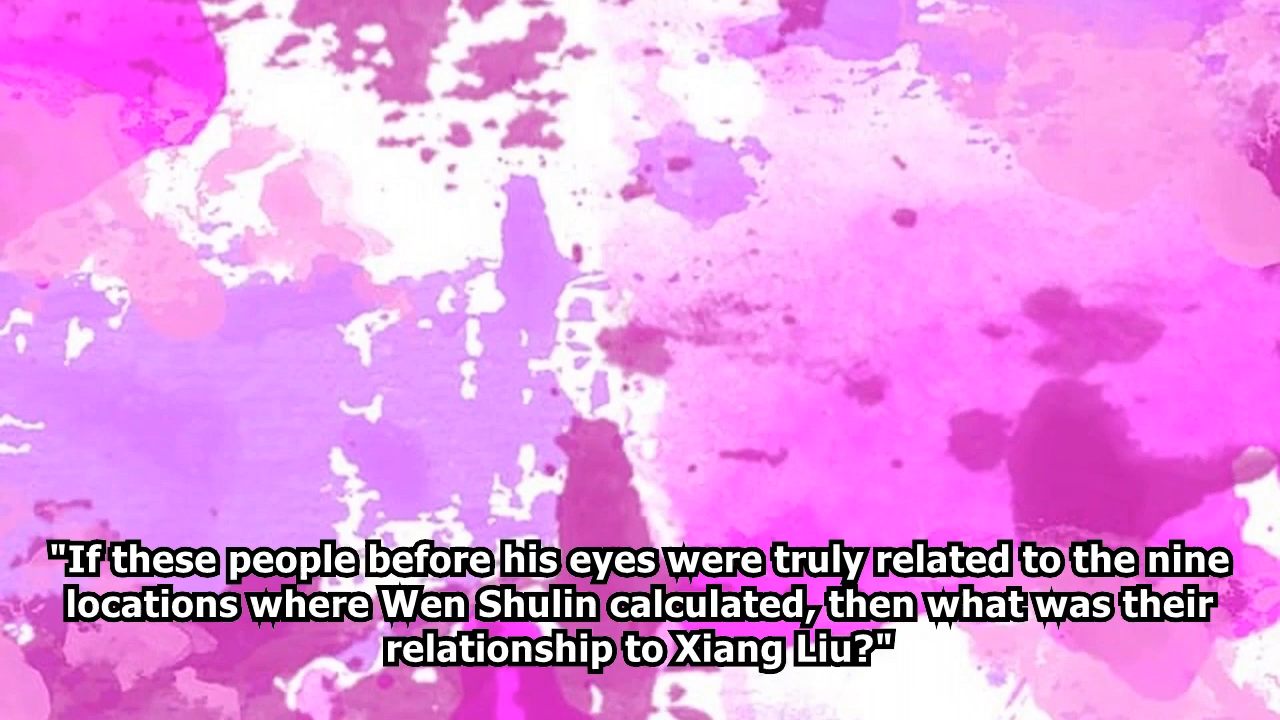 "If these people before his eyes were truly related to the nine
locations where Wen Shulin calculated, then what was their
relationship to Xiang Liu?"